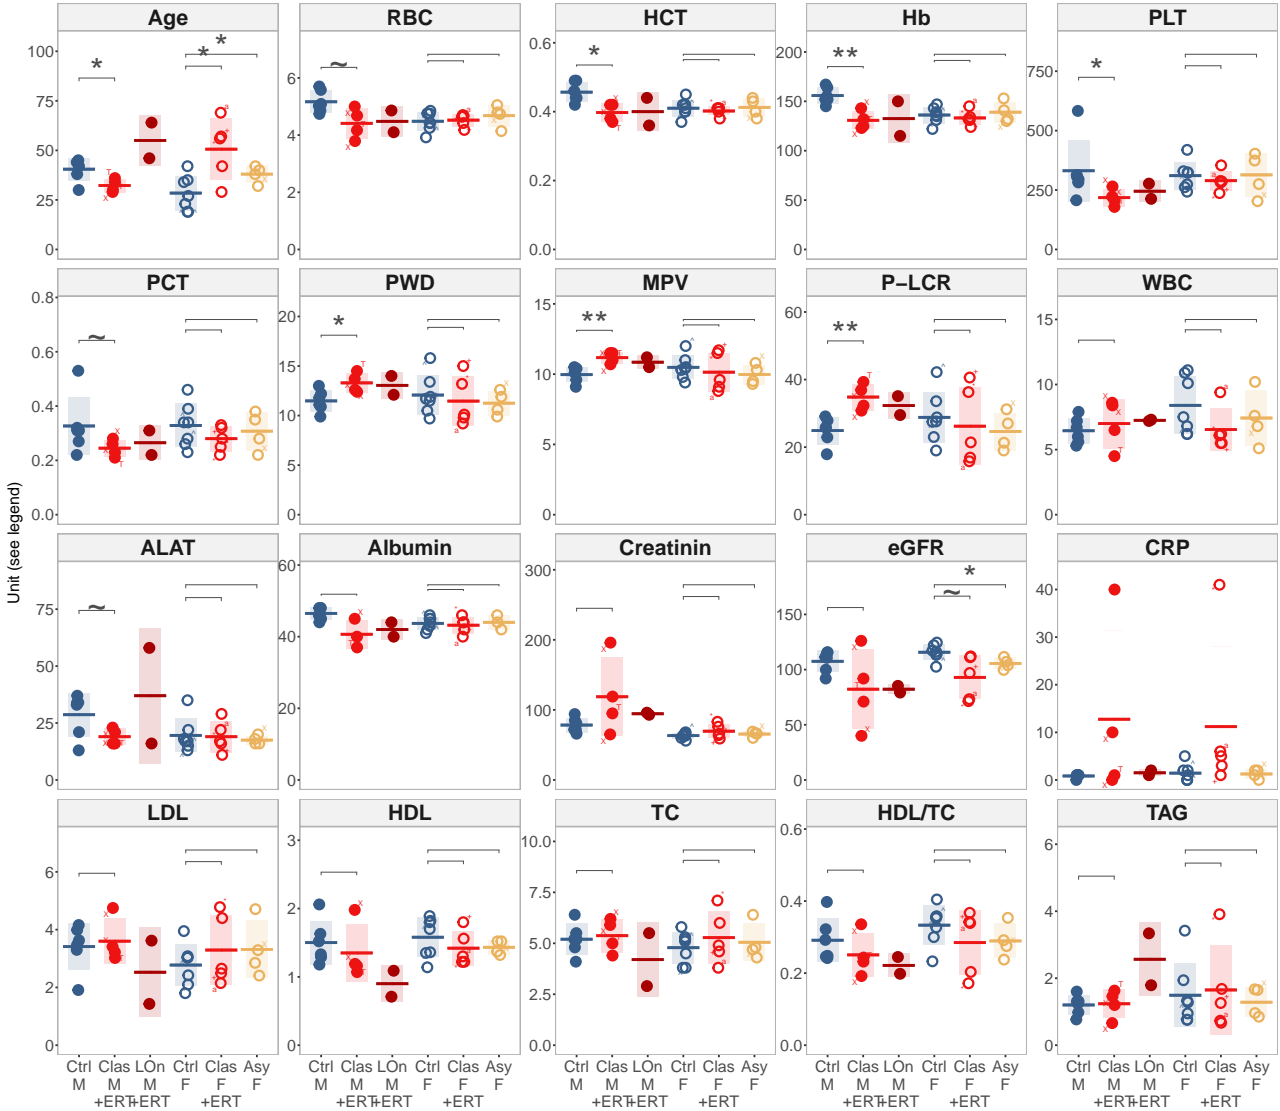 Age RBC HCT Hb PLT
* * * ~ * ** *
100 75 50 25 0
6 4 2 0
0.6 0.4 0.2 0.0
200 150 100 50 0
750 500 250 0
PCT PWD MPV P−LCR WBC
~ * ** **
0.8 0.6 0.4 0.2 0.0
20 15 10 5 0
15 10 5 0
60 40 20 0
15 10 5 0
Unit (see legend)
ALAT Albumin Creatinin eGFR CRP
~ ~ *
75 50 25 0
60 40 20 0
300 200 100 0
150 100 50 0
40 30 20 10 0
LDL HDL TC HDL/TC TAG
6 4 2 0
3 2 1 0
10.0 7.5 5.0 2.5 0.0
0.6 0.4 0.2 0.0
6 4 2 0
Ctrl Clas LOn Ctrl Clas Asy Ctrl Clas LOn Ctrl Clas Asy Ctrl Clas LOn Ctrl Clas Asy Ctrl Clas LOn Ctrl Clas Asy Ctrl Clas LOn Ctrl Clas Asy
M M M F F F M M M F F F M M M F F F M M M F F F M M M F F F
+ERT +ERT +ERT +ERT +ERT +ERT +ERT +ERT +ERT +ERT +ERT +ERT +ERT +ERT +ERT